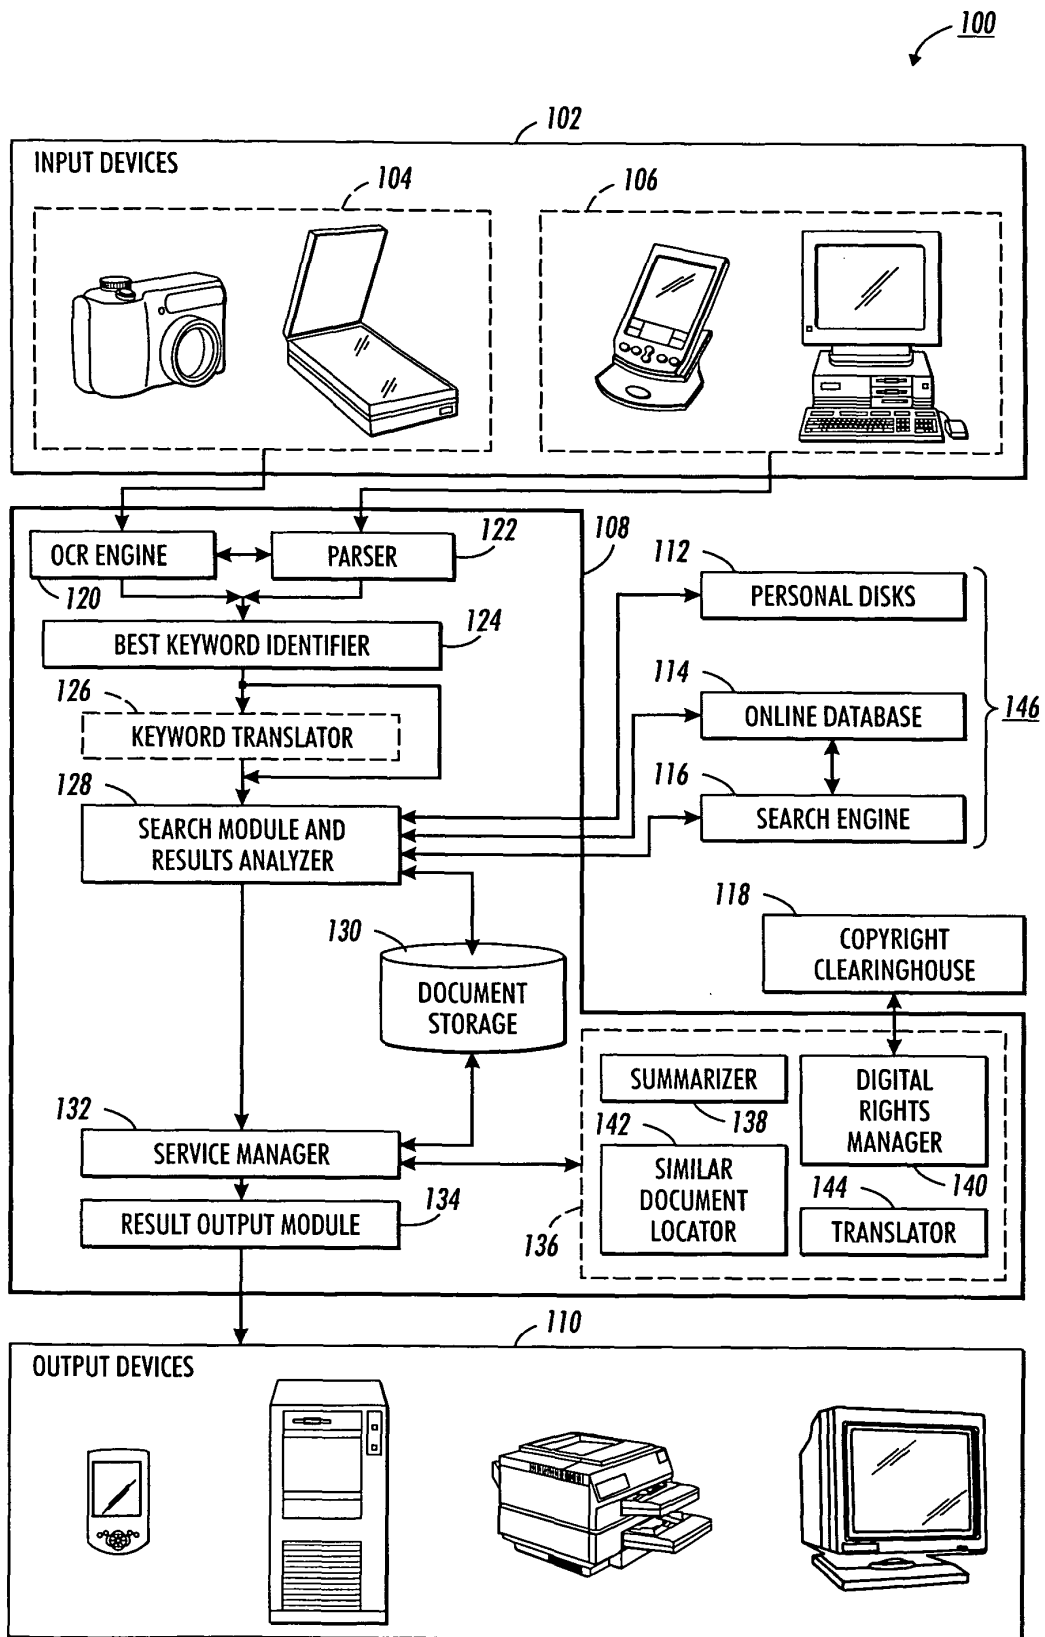 100
102
INPUT DEVICES
104
106
OCR ENGINE
120
PARSER
122
108
112
PERSONAL DISKS
BEST KEYWORD IDENTIFIER
124
126
KEYWORD TRANSLATOR
114
ONLINE DATABASE
146
128
SEARCH MODULE AND
RESULTS ANALYZER
116
SEARCH ENGINE
118
COPYRIGHT
CLEARINGHOUSE
130
DOCUMENT
STORAGE
SUMMARIZER
138
DIGITAL
RIGHTS
MANAGER
140
132
SERVICE MANAGER
142
SIMILAR
DOCUMENT
LOCATOR
136
144
TRANSLATOR
RESULT OUTPUT MODULE
134
110
OUTPUT DEVICES